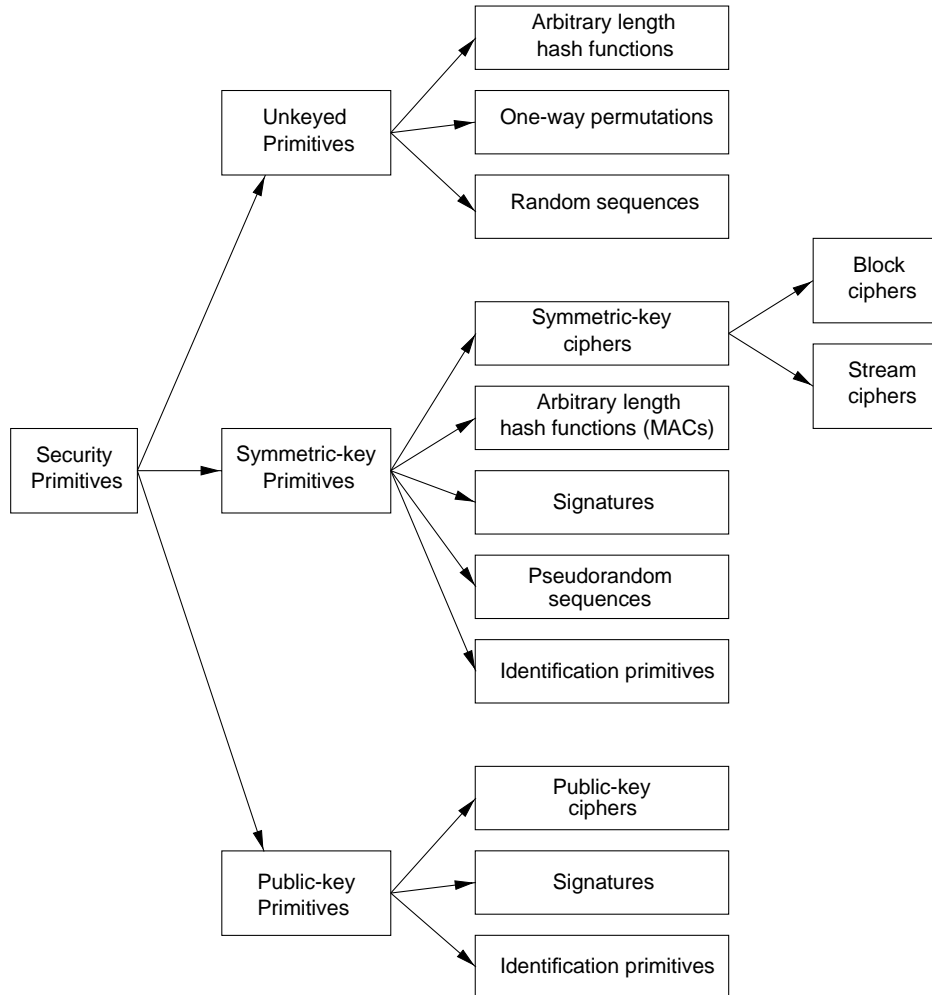 Arbitrary length
hash functions
Unkeyed
Primitives
One-way permutations
Random sequences
Block
ciphers
Symmetric-key
ciphers
Stream
ciphers
Arbitrary length
hash functions (MACs)
Security
Primitives
Symmetric-key
Primitives
Signatures
Pseudorandom
sequences
Identification primitives
Public-key
ciphers
Public-key
Primitives
Signatures
Identification primitives